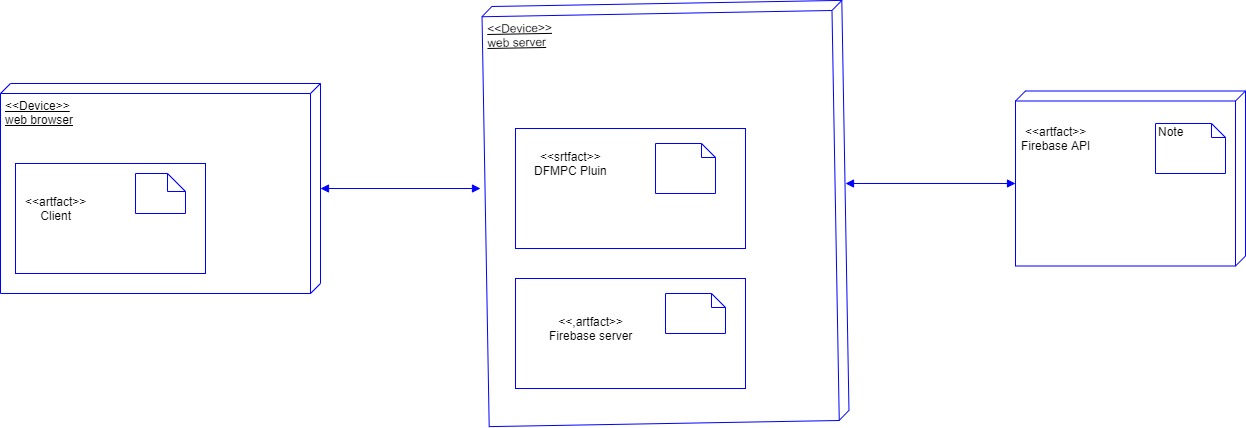 <<Device>>
web browser
<<artfact>>
Client
<<Device>>
web server
<<srtfact>>
DFMPC Pluin
<<,artfact>>
Firebase server
<<artfact>>
Firebase API
Note